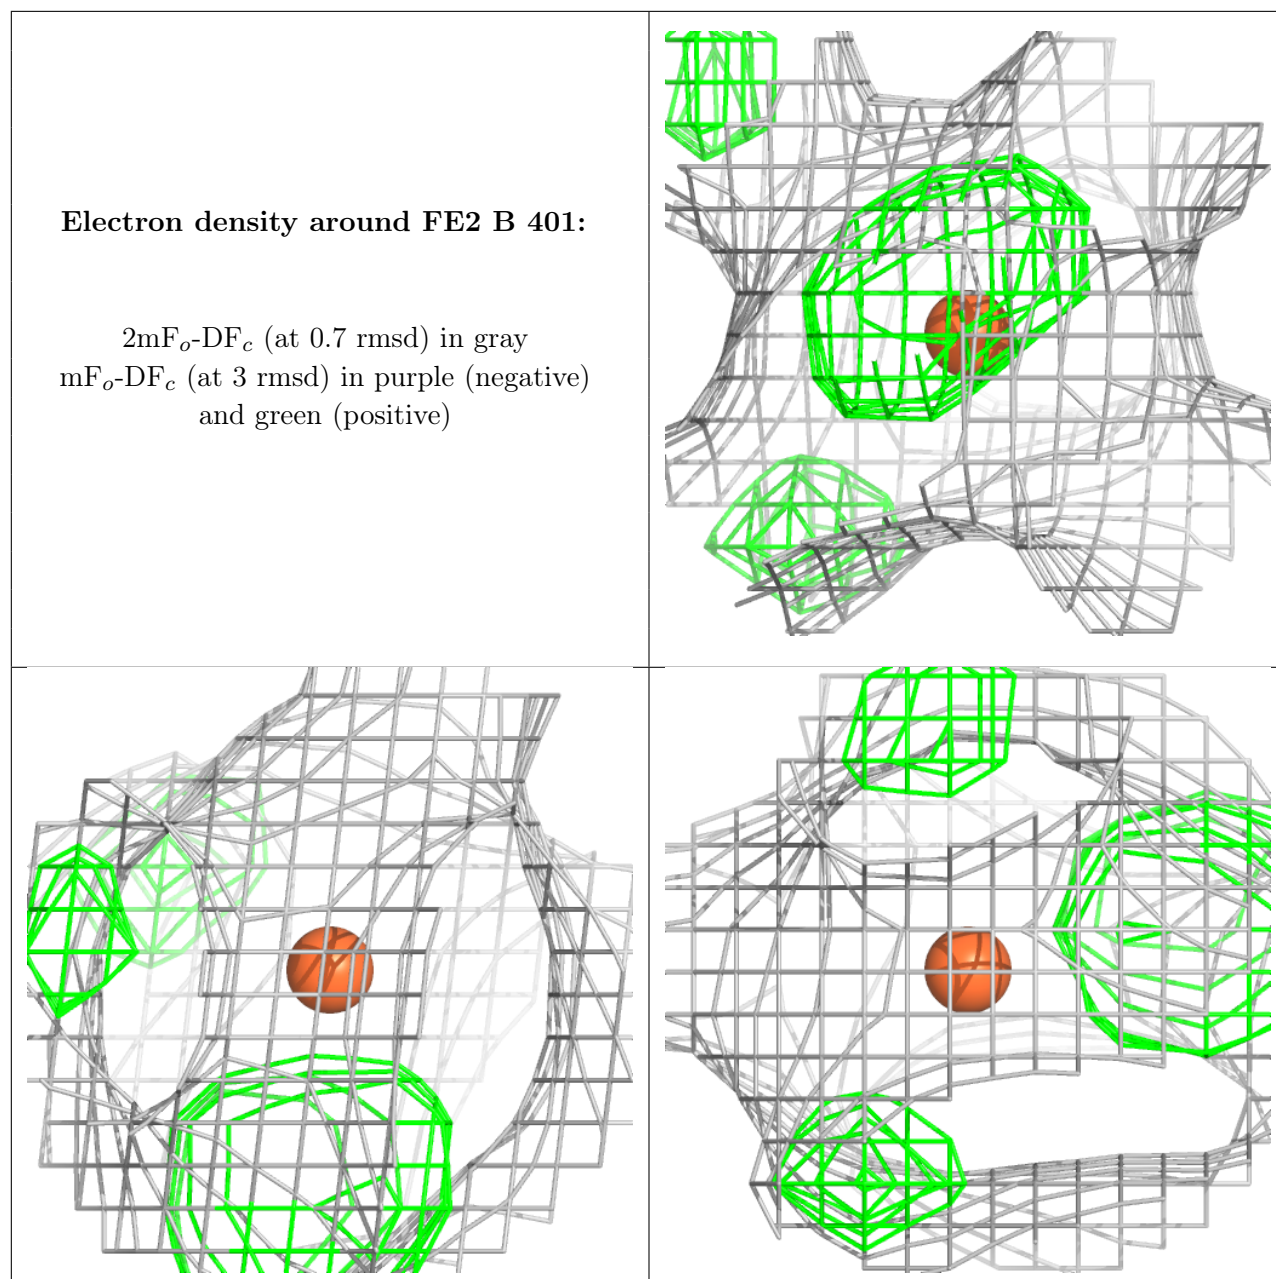 Electron density around FE2 B 401:
2mFo-DFc (at 0.7 rmsd) in gray
mFo-DFc (at 3 rmsd) in purple (negative)
and green (positive)